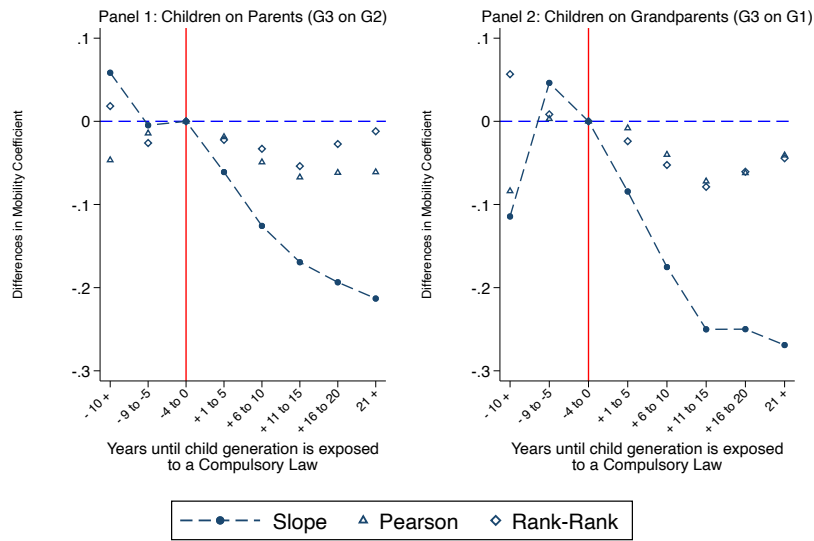 Panel 1: Children on Parents (G3 on G2)
Differences in Mobility Coefficient
.1
0
-.1
-.2
-.3
- 10 +
- 9 to -5
-4 to 0
+ 1 to 5
+ 6 to 10
+ 11 to 15
+ 16 to 20
21 +
Years until child generation is exposed
to a Compulsory Law
Panel 2: Children on Grandparents (G3 on G1)
Differences in Mobility Coefficient
.1
0
-.1
-.2
-.3
- 10 +
- 9 to -5
-4 to 0
+ 1 to 5
+ 6 to 10
+ 11 to 15
+ 16 to 20
21 +
Years until child generation is exposed
to a Compulsory Law
Slope Pearson Rank-Rank